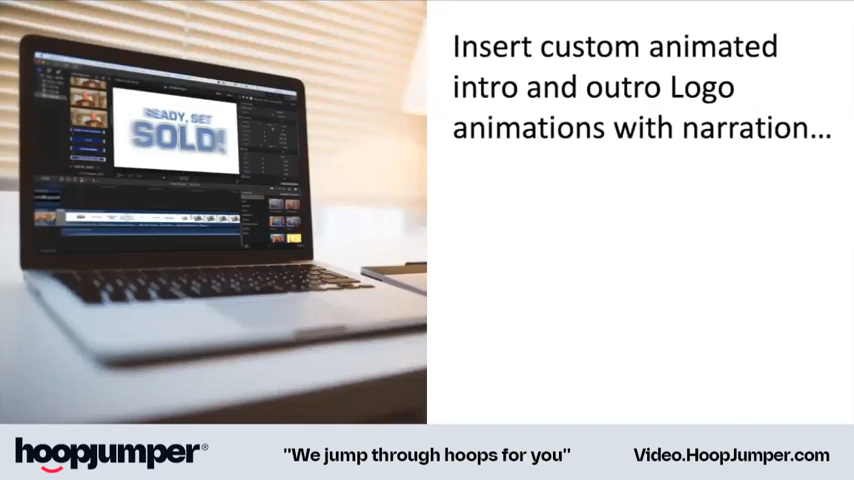 Insert custom animated
intro and outro Logo
animations with narration...
READY, SET
SOLD!
hoopjumper®
"We jump through hoops for you"
Video.HoopJumper.com